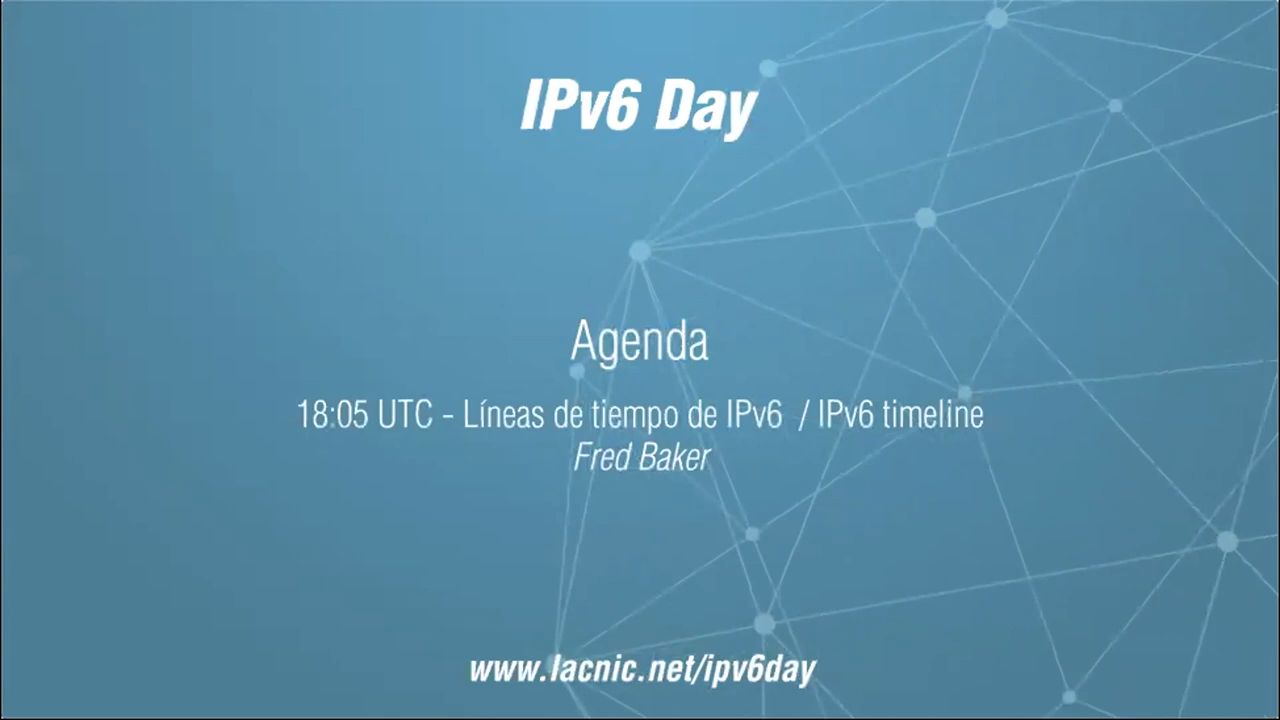 IPv6 Day
Agenda
18:05 UTC - Líneas de tiempo de IPv6 / IPv6 timeline
Fred Baker
www.lacnic.net/ipv6day